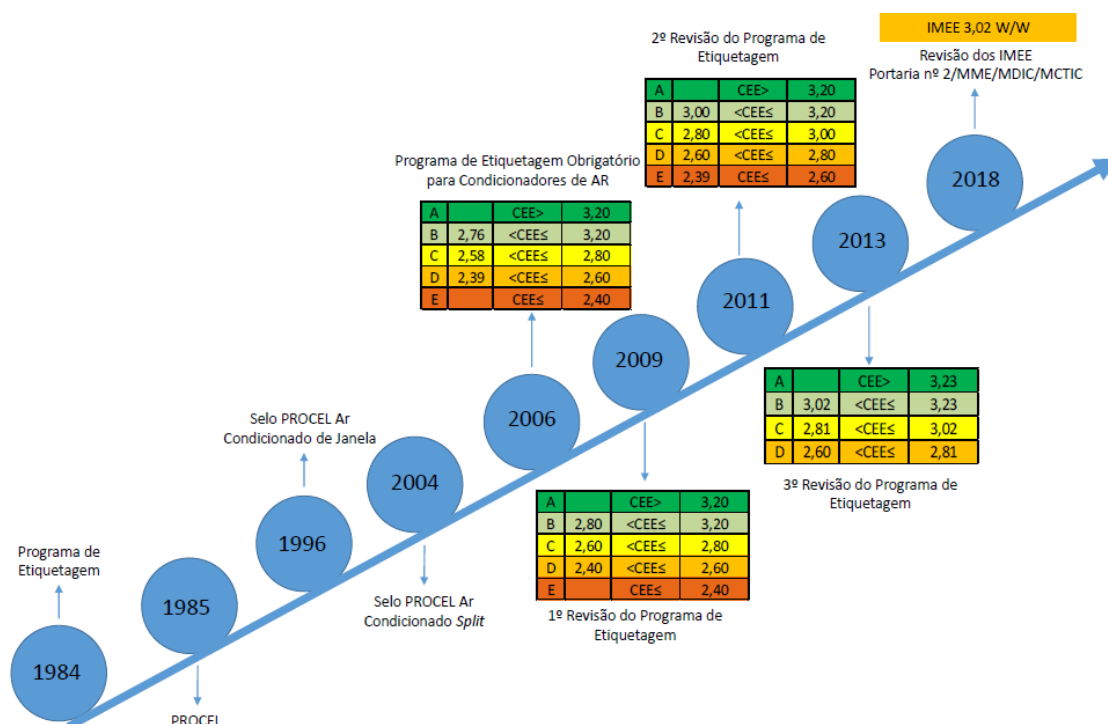 IMEE 3,02 W/W
Revisão dos IMEE
Portaria nº 2/MME/MDIC/MCTIC
2º Revisão do Programa de
Etiquetagem
A CEE> 3,20
B 3,00 <CEE≤ 3,20
C 2,80 <CEE≤ 3,00
D 2,60 <CEE≤ 2,80
E 2,39 CEE≤ 2,60
Programa de Etiquetagem Obrigatório
para Condicionadores de AR
A CEE> 3,20
B 2,76 <CEE≤ 3,20
C 2,58 <CEE≤ 2,80
D 2,39 <CEE≤ 2,60
E CEE≤ 2,40
2018
2013
2011
2009
2006
A CEE> 3,23
B 3,02 <CEE≤ 3,23
C 2,81 <CEE≤ 3,02
D 2,60 <CEE≤ 2,81
3º Revisão do Programa de
Etiquetagem
Selo PROCEL Ar
Condicionado de Janela
2004
1996
A CEE> 3,20
B 2,80 <CEE≤ 3,20
C 2,60 <CEE≤ 2,80
D 2,40 <CEE≤ 2,60
E CEE≤ 2,40
1º Revisão do Programa de
Etiquetagem
Selo PROCEL Ar
Condicionado Split
Programa de
Etiquetagem
1985
1984
PROCEL